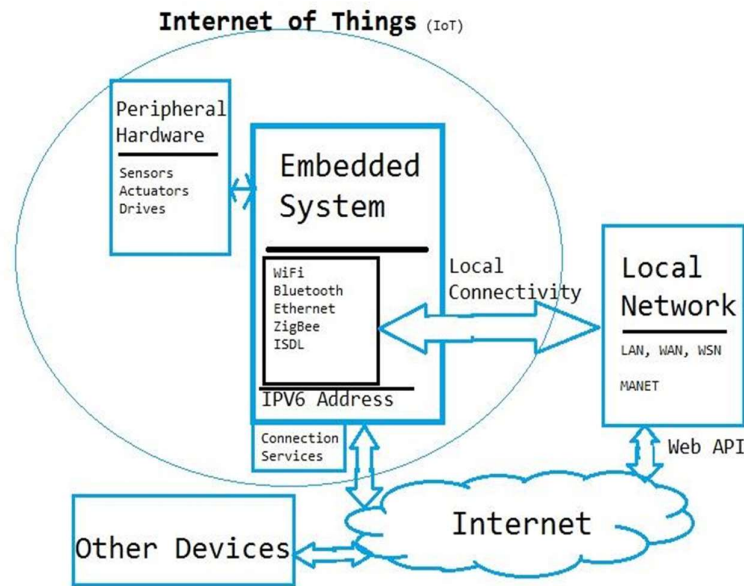 Internet of Things (IoT)
Peripheral
Hardware
Sensors
Actuators
Drives
Embedded
System
WiFi
Bluetooth
Ethernet
ZigBee
ISDL
IPV6 Address
Connection
Services
Local
Connectivity
Local
Network
LAN, WAN, WSN
MANET
Web API
Internet
Other Devices